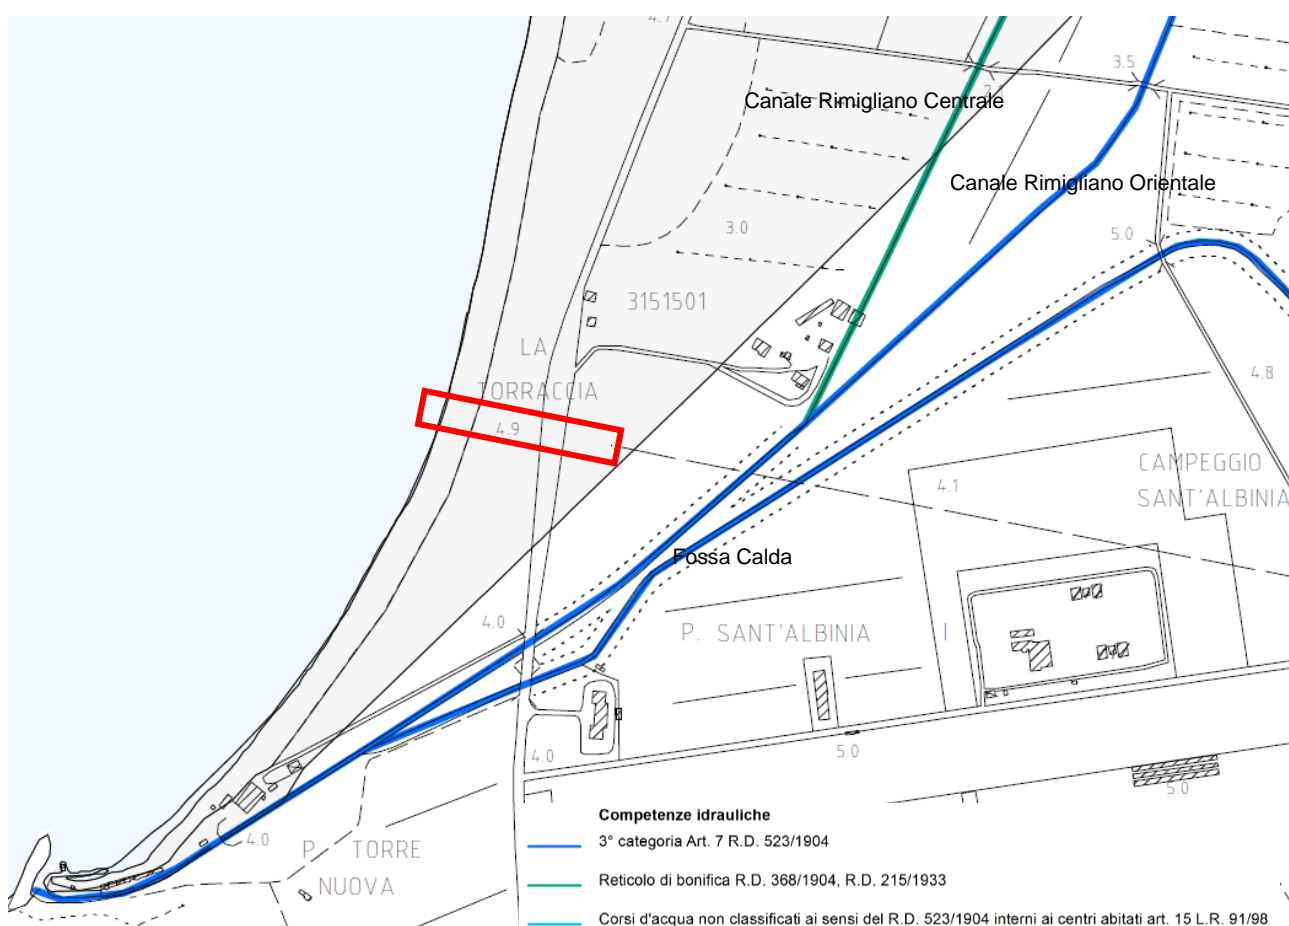 4.7
3.5
Canale Rimigliano Centrale
Canale Rimigliano Orientale
3.0
5.0
3151501
LA
TORRACCIA
4.8
4.9
CAMPEGGIO
SANT'ALBINIA
4.1
Fossa Calda
4.0
P. SANT'ALBINIA
4.0
5.0
5.0
4.0
P. TORRE
NUOVA
Competenze idrauliche
3° categoria Art. 7 R.D. 523/1904
Reticolo di bonifica R.D. 368/1904, R.D. 215/1933
Corsi d'acqua non classificati ai sensi del R.D. 523/1904 interni ai centri abitati art. 15 L.R. 91/98